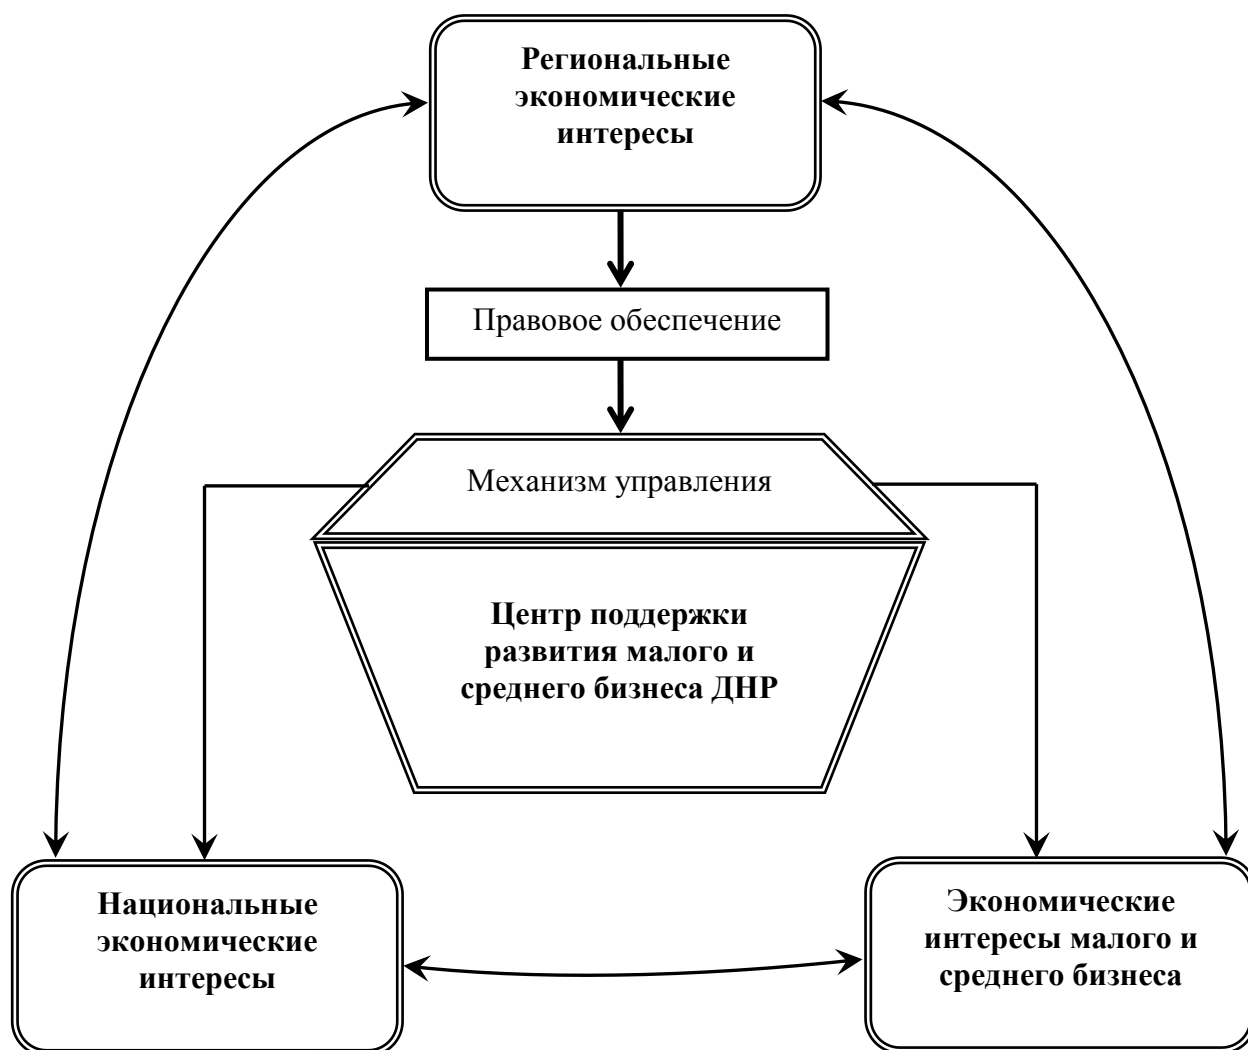 Региональные
экономические
интересы
Правовое обеспечение
Механизм управления
Центр поддержки
развития малого и
среднего бизнеса ДНР
Национальные
экономические
интересы
Экономические
интересы малого и
среднего бизнеса